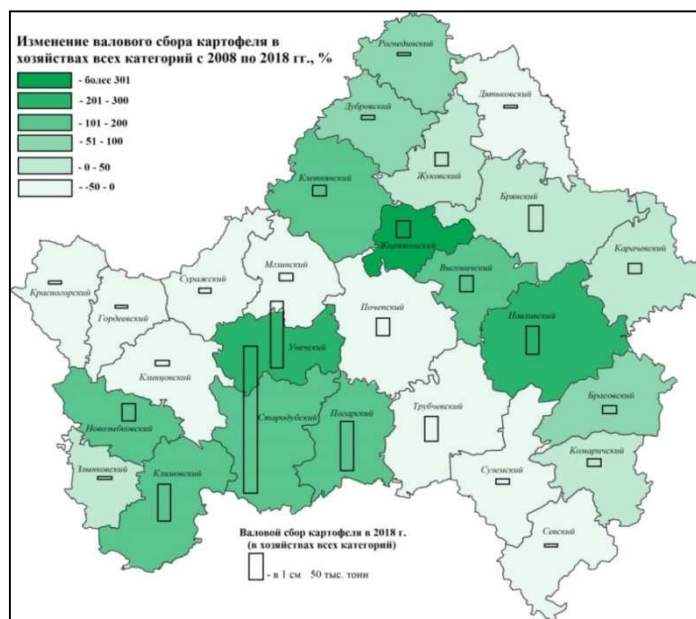 Изменение валового сбора картофеля в
хозяйствах всех категорий с 2008 по 2018 гг., %
- более 301
- 201 - 300
- 101 - 200
- 51 - 100
- 0 - 50
- -50 - 0
Рогнединский
Дятьковский
Дубровский
Жуковский
Клетнянский
Брянский
Жирятинский
Карачевский
Выгоничский
Мглинский
Суражский
Красногорский
Гордеевский
Почепский
Навлинский
Унечский
Клинцовский
Брасовский
Стародубский
Погарский
Трубчевский
Новозыбковский
Комаричский
Злынковский
Климовский
Суземский
Севский
Валовой сбор картофеля в 2018 г.
(в хозяйствах всех категорий)
- в 1 см 50 тыс. тонн